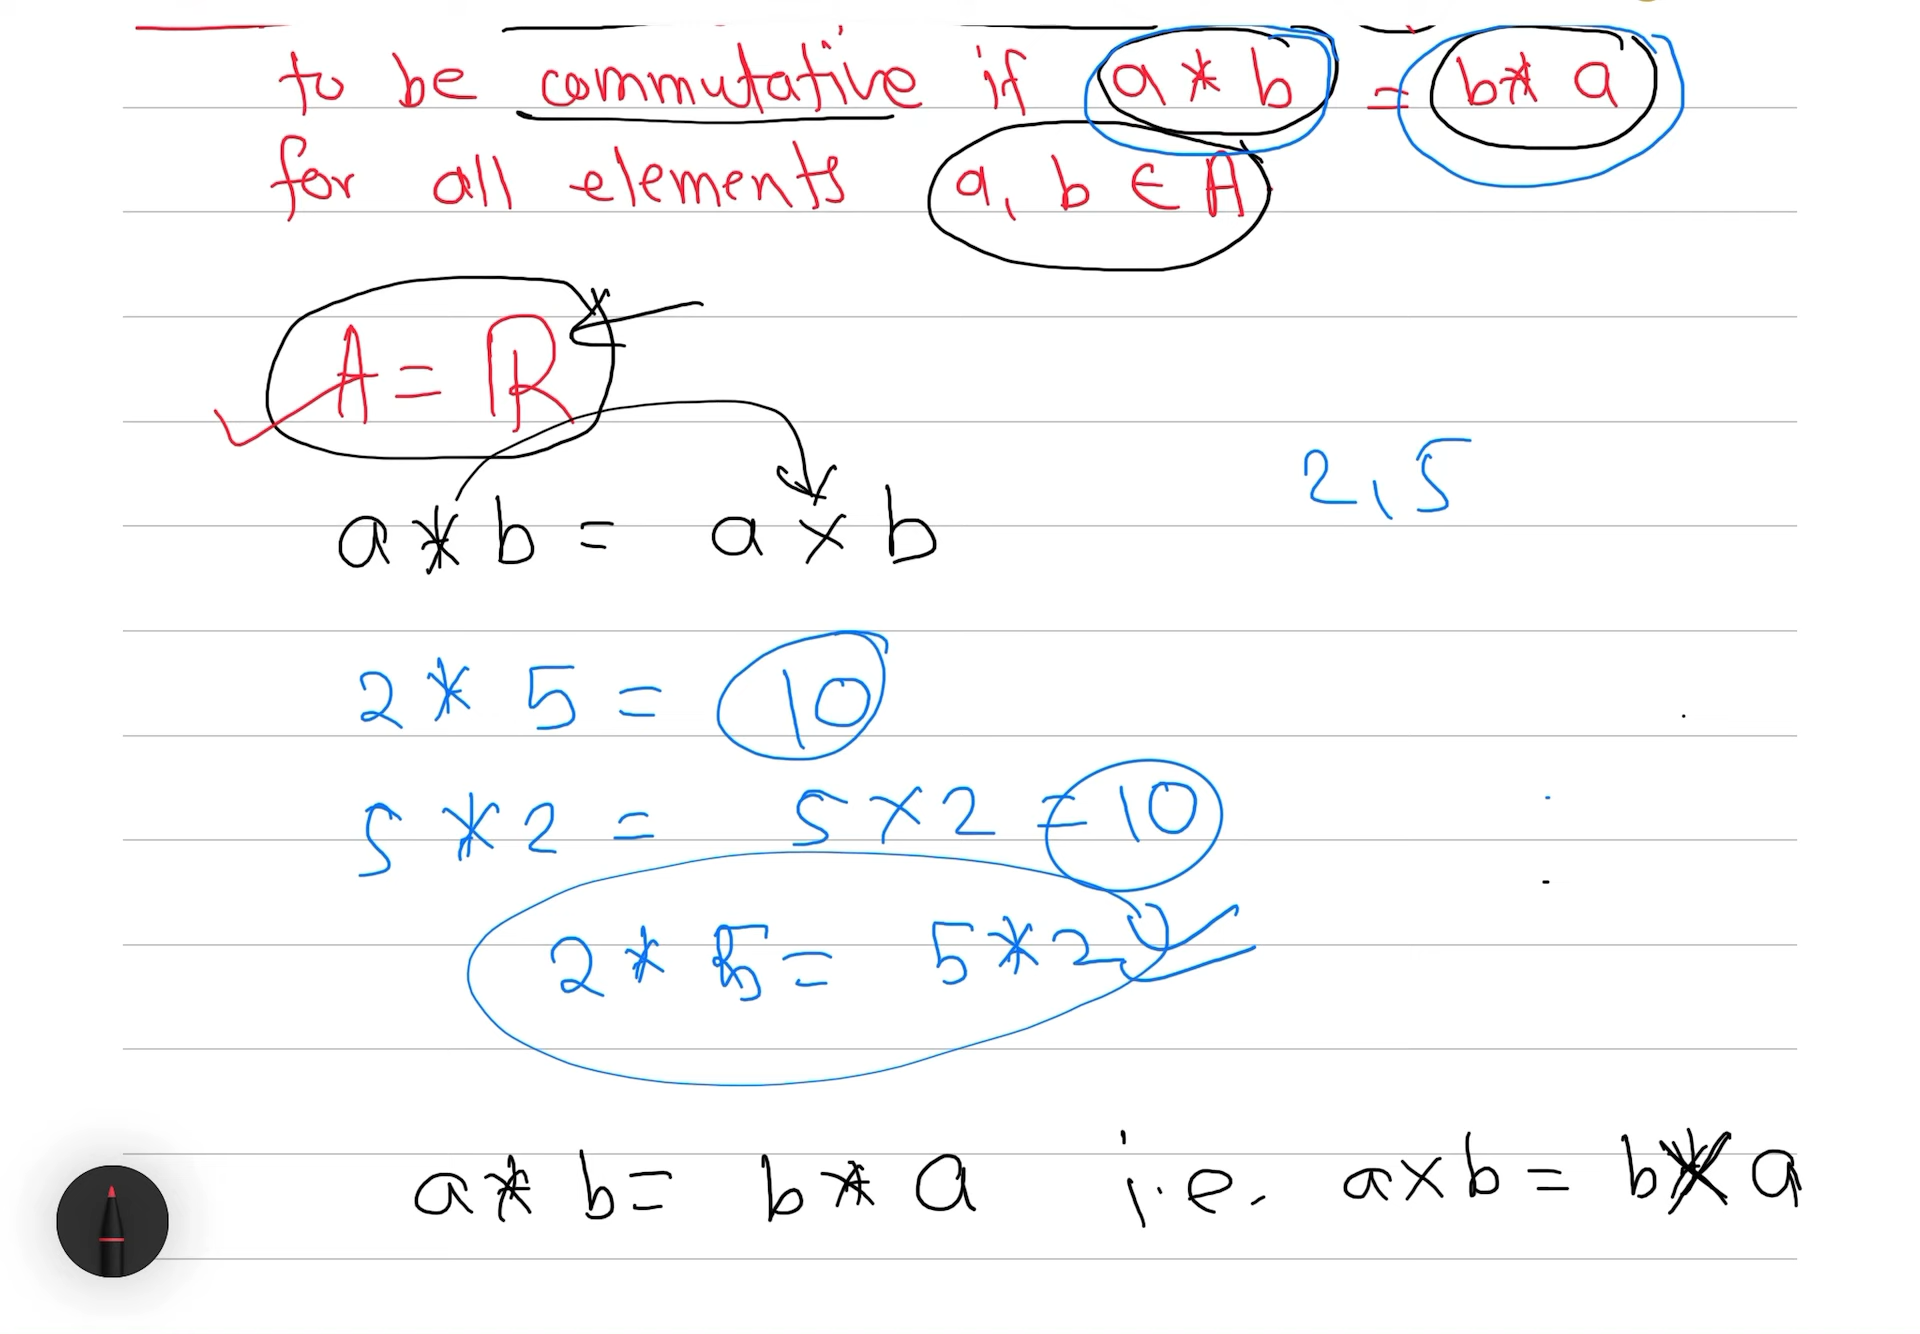 to be commutative if a * b = b * a
for all elements a, b ∈ A
A = ℝ
2, 5
a * b = a × b
2 * 5 = 10
5 * 2 = 5 × 2 = 10
2 * 5 = 5 * 2
a * b = b * a i.e. a × b = b × a